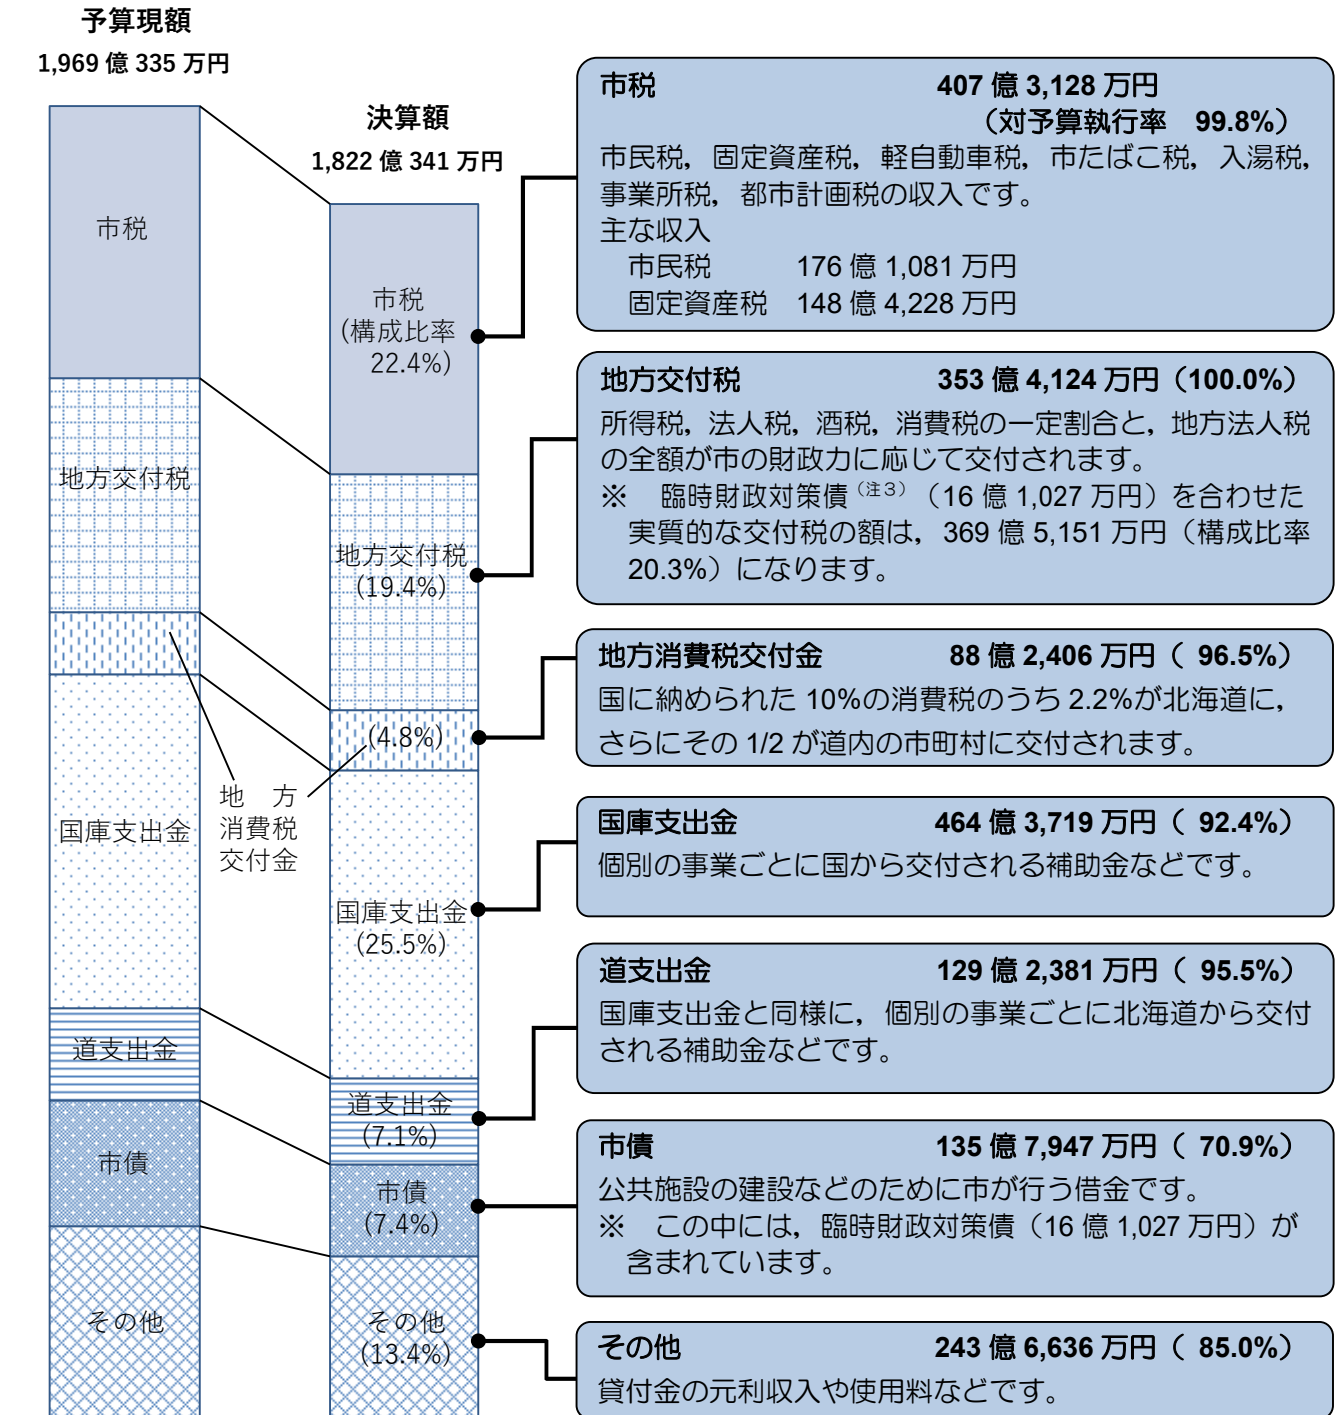 予算現額
1,969 億 335 万円
市税
地方交付税
国庫支出金
道支出金
市債
その他
地　方
消費税
交付金
決算額
1,822 億 341 万円
市税
(構成比率
22.4%)
地方交付税
(19.4%)
(4.8%)
国庫支出金
(25.5%)
道支出金
(7.1%)
市債
(7.4%)
その他
(13.4%)
市税　407 億 3,128 万円
（対予算執行率　99.8%）
市民税，固定資産税，軽自動車税，市たばこ税，入湯税，
事業所税，都市計画税の収入です。
主な収入
市民税　176 億 1,081 万円
固定資産税　148 億 4,228 万円
地方交付税　353 億 4,124 万円（100.0%）
所得税，法人税，酒税，消費税の一定割合と，地方法人税
の全額が市の財政力に応じて交付されます。
※　臨時財政対策債（注３）（16 億 1,027 万円）を合わせた
実質的な交付税の額は，369 億 5,151 万円（構成比率
20.3%）になります。
地方消費税交付金　88 億 2,406 万円（ 96.5%）
国に納められた 10%の消費税のうち 2.2%が北海道に，
さらにその 1/2 が道内の市町村に交付されます。
国庫支出金　464 億 3,719 万円（ 92.4%）
個別の事業ごとに国から交付される補助金などです。
道支出金　129 億 2,381 万円（ 95.5%）
国庫支出金と同様に，個別の事業ごとに北海道から交付
される補助金などです。
市債　135 億 7,947 万円（ 70.9%）
公共施設の建設などのために市が行う借金です。
※　この中には，臨時財政対策債（16 億 1,027 万円）が
含まれています。
その他　243 億 6,636 万円（ 85.0%）
貸付金の元利収入や使用料などです。